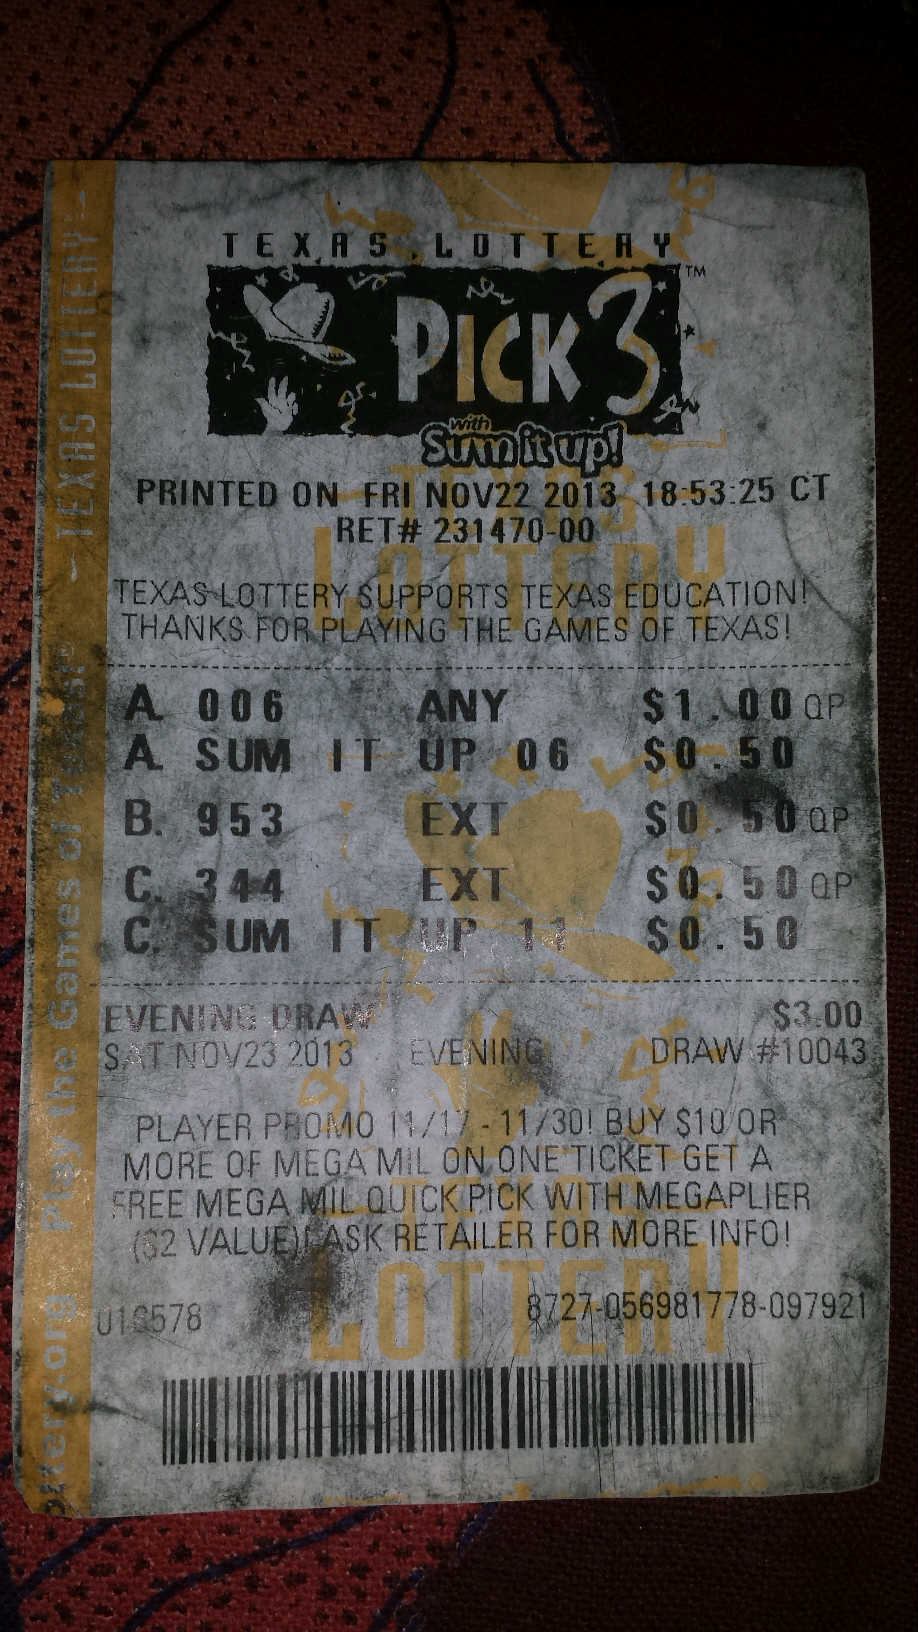 TEXAS LOTTERY
PICK 3 ™
with
Sum it up!
PRINTED ON FRI NOV22 2013 18:53:25 CT
RET# 231470-00
TEXAS LOTTERY SUPPORTS TEXAS EDUCATION!
THANKS FOR PLAYING THE GAMES OF TEXAS!
A. 006 ANY $1.00 QP
A. SUM IT UP 06 $0.50
B. 953 EXT $0.50 QP
C. 344 EXT $0.50 QP
C. SUM IT UP 11 $0.50
EVENING DRAW $3.00
SAT NOV23 2013 EVENING DRAW #10043
PLAYER PROMO 11/17 - 11/30! BUY $10 OR
MORE OF MEGA MIL ON ONE TICKET GET A
FREE MEGA MIL QUICK PICK WITH MEGAPLIER
($2 VALUE)! ASK RETAILER FOR MORE INFO!
8727-056981778-097921
TEXAS LOTTERY
Play the Games of Texas!
ottery.org
TEXAS
LOTTERY
TEXAS
LOTTERY